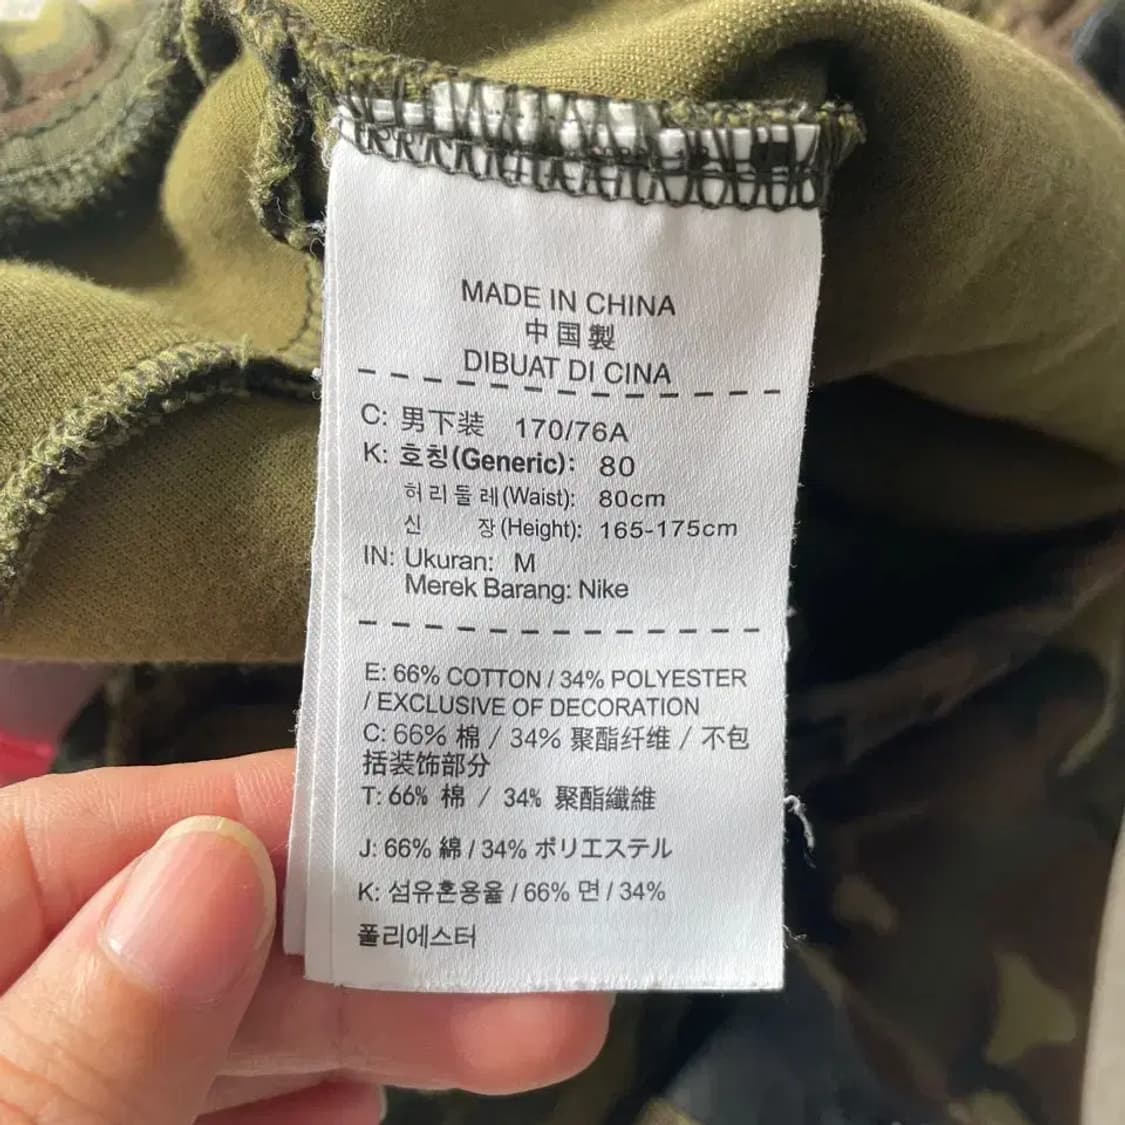 MADE IN CHINA
中国製
DIBUAT DI CINA
C: 男下装 170/76A
K: 호칭(Generic): 80
허리둘레(Waist): 80cm
신 장(Height): 165-175cm
IN: Ukuran: M
Merek Barang: Nike
E: 66% COTTON / 34% POLYESTER
/ EXCLUSIVE OF DECORATION
C: 66% 棉 / 34% 聚酯纤维 / 不包
括装饰部分
T: 66% 棉 / 34% 聚酯纖維
J: 66% 綿 / 34% ポリエステル
K: 섬유혼용율 / 66% 면 / 34%
폴리에스터